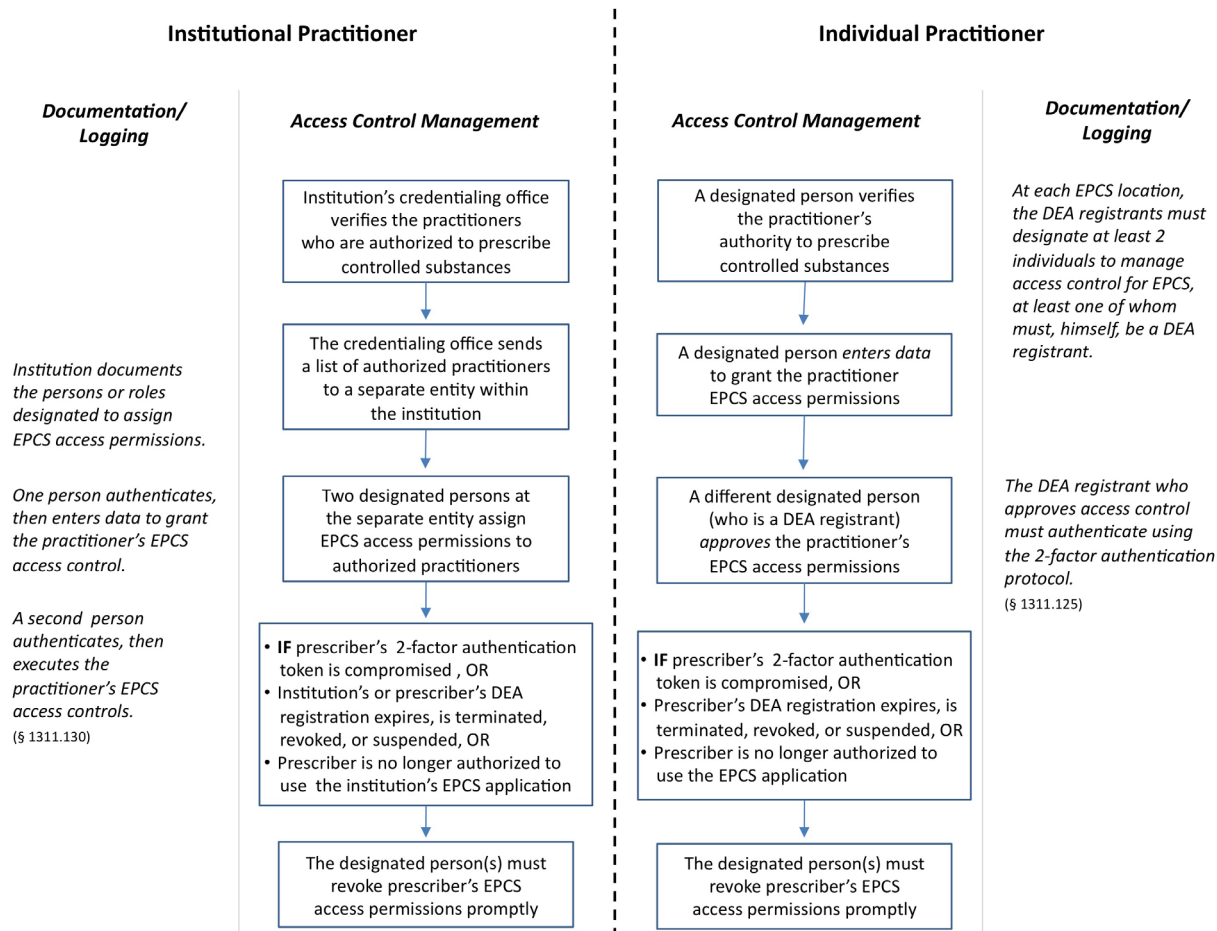 Institutional Practitioner
Documentation/
Logging
Institution’s documents
the persons or roles
designated to assign
EPCS access permissions.
One person authenticates,
then enters data to grant
the practitioner’s EPCS
access control.
A second  person
authenticates, then
executes the
practitioner’s EPCS
access controls.
(§ 1311.130)
Access Control Management
Institution’s credentialing office
verifies the practitioners
who are authorized to prescribe
controlled substances
The credentialing office sends
a list of authorized practitioners
to a separate entity within
the institution
Two designated persons at
the separate entity assign
EPCS access permissions to
authorized practitioners
• IF prescriber’s  2-factor authentication
token is compromised , OR
• Institution’s or prescriber’s DEA
registration expires, is terminated,
revoked, or suspended, OR
• Prescriber is no longer authorized to
use  the institution’s EPCS application
The designated person(s) must
revoke prescriber’s EPCS
access permissions promptly
Individual Practitioner
Access Control Management
A designated person verifies
the practitioner’s
authority to prescribe
controlled substances
A designated person enters data
to grant the practitioner
EPCS access permissions
A different designated person
(who is a DEA registrant)
approves the practitioner’s
EPCS access permissions
• IF prescriber’s  2-factor authentication
token is compromised, OR
• Prescriber’s DEA registration expires, is
terminated, revoked, or suspended, OR
• Prescriber is no longer authorized to
use the EPCS application
The designated person(s) must
revoke prescriber’s EPCS
access permissions promptly
Documentation/
Logging
At each EPCS location,
the DEA registrants must
designate at least 2
individuals to manage
access control for EPCS,
at least one of whom
must, himself, be a DEA
registrant.
The DEA registrant who
approves access control
must authenticate using
the 2-factor authentication
protocol.
(§ 1311.125)